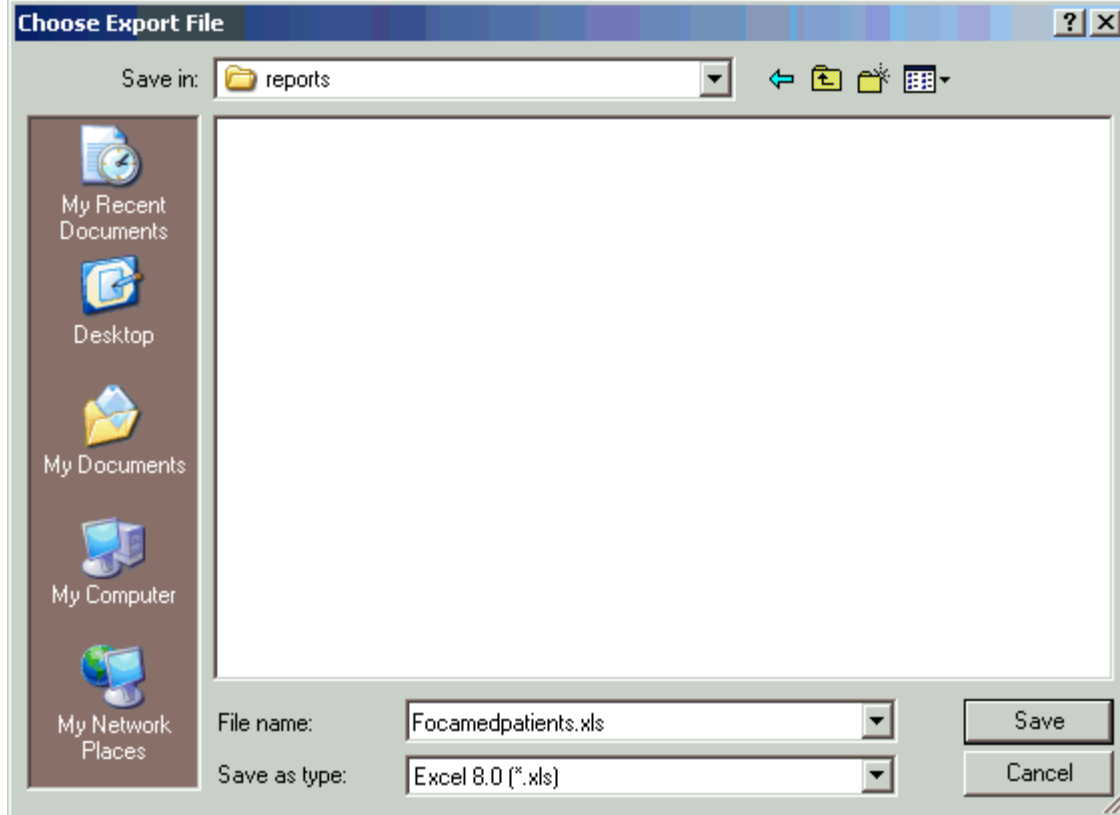 Choose Export File
Save in:
reports
My Recent
Documents
Desktop
My Documents
My Computer
My Network
Places
File name:
Focamedpatients.xls
Save
Save as type:
Excel 8.0 (*.xls)
Cancel